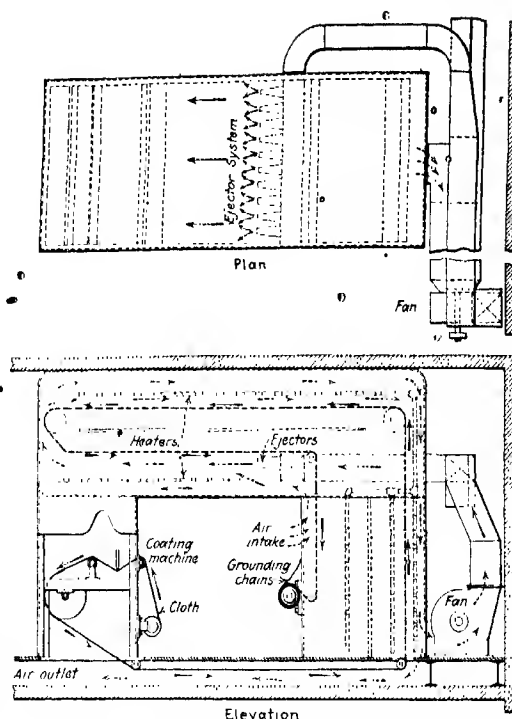 Ejector System
Plan
Fan
Heaters
Ejectors
Air
intake
Coating
machine
Grounding
chains
Cloth
Fan
Air outlet
Elevation